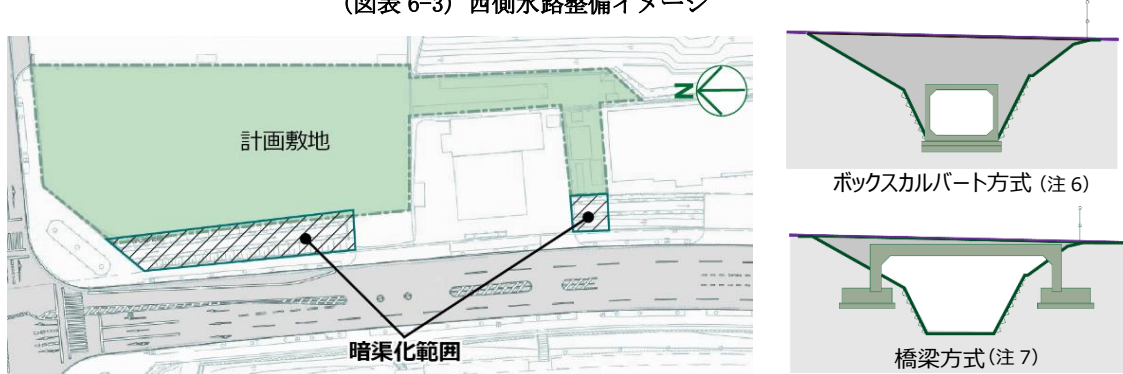 (図表 6-3) 西側水路整備イメージ
計画敷地
N
暗渠化範囲
ボックスカルバート方式 (注 6)
橋梁方式 (注 7)